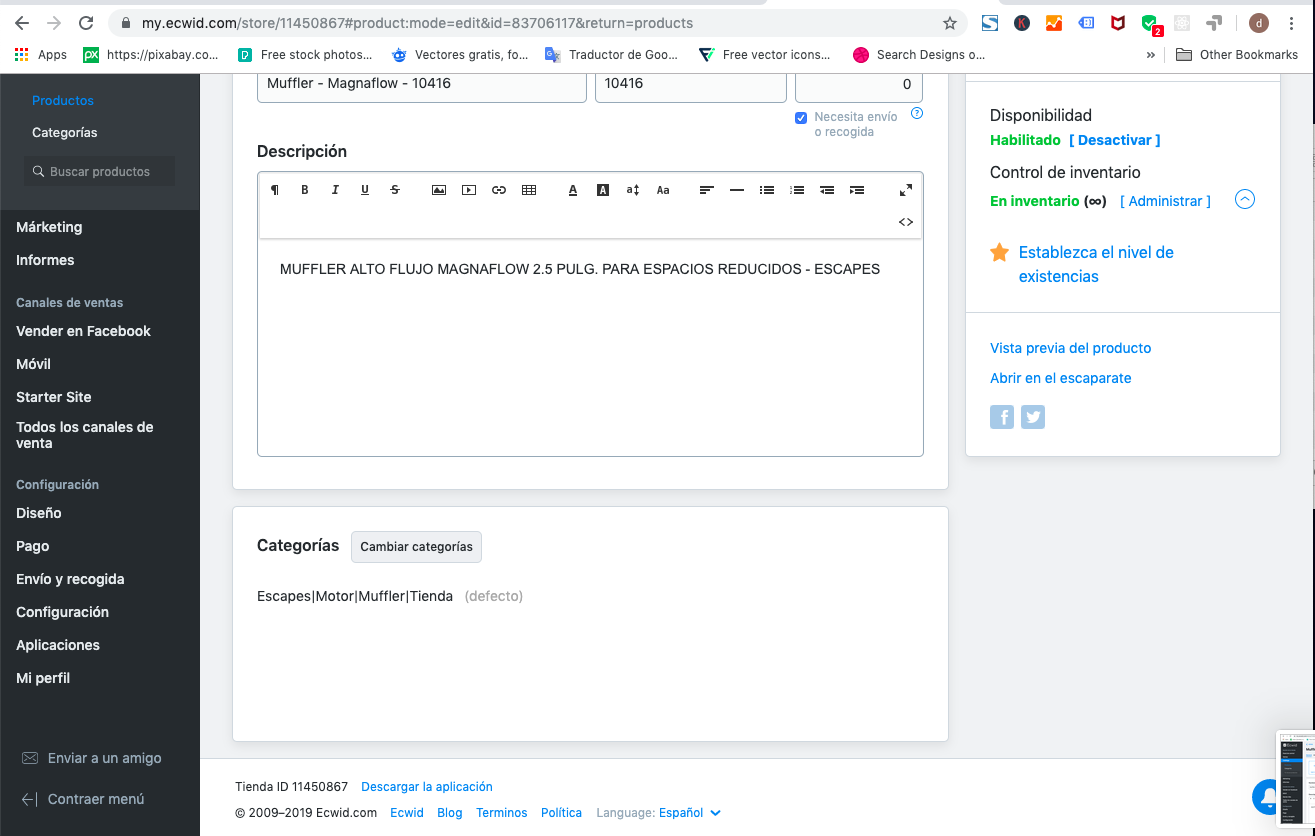 my.ecwid.com/store/11450867#product:mode=edit&id=83706117&return=products
2
d
Apps
https://pixabay.co...
Free stock photos...
Vectores gratis, fo...
Traductor de Goo...
Free vector icons...
Search Designs o...
»
Other Bookmarks
Productos
Categorías
Buscar productos
Márketing
Informes
Canales de ventas
Vender en Facebook
Móvil
Starter Site
Todos los canales de
venta
Configuración
Diseño
Pago
Envío y recogida
Configuración
Aplicaciones
Mi perfil
Enviar a un amigo
Contraer menú
Muffler - Magnaflow - 10416
10416
0
Necesita envío
o recogida
Descripción
MUFFLER ALTO FLUJO MAGNAFLOW 2.5 PULG. PARA ESPACIOS REDUCIDOS - ESCAPES
Categorías
Cambiar categorías
Escapes|Motor|Muffler|Tienda (defecto)
Disponibilidad
Habilitado [ Desactivar ]
Control de inventario
En inventario (∞) [ Administrar ]
Establezca el nivel de
existencias
Vista previa del producto
Abrir en el escaparate
Tienda ID 11450867 Descargar la aplicación
© 2009–2019 Ecwid.com Ecwid Blog Terminos Política Language: Español